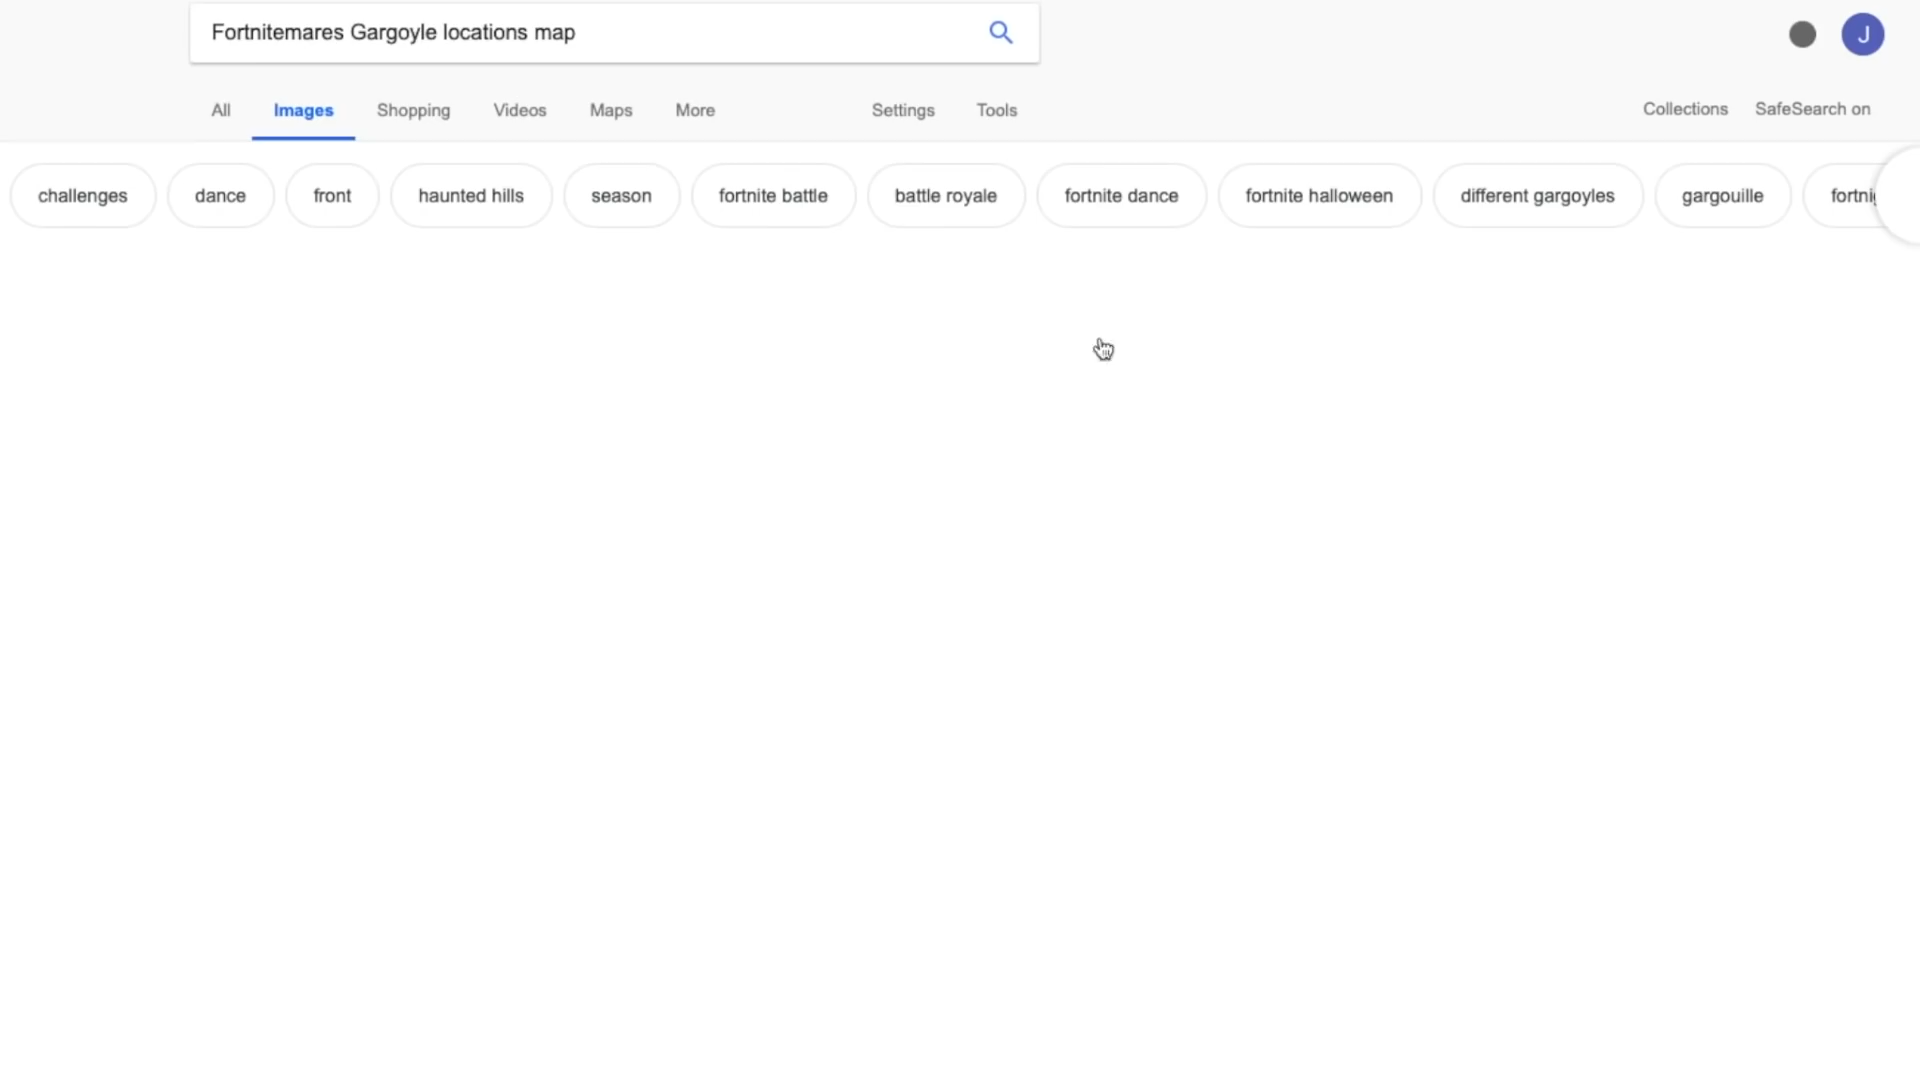 Fortnitemares Gargoyle locations map
J
All Images Shopping Videos Maps More Settings Tools Collections SafeSearch on
challenges dance front haunted hills season fortnite battle battle royale fortnite dance fortnite halloween different gargoyles gargouille